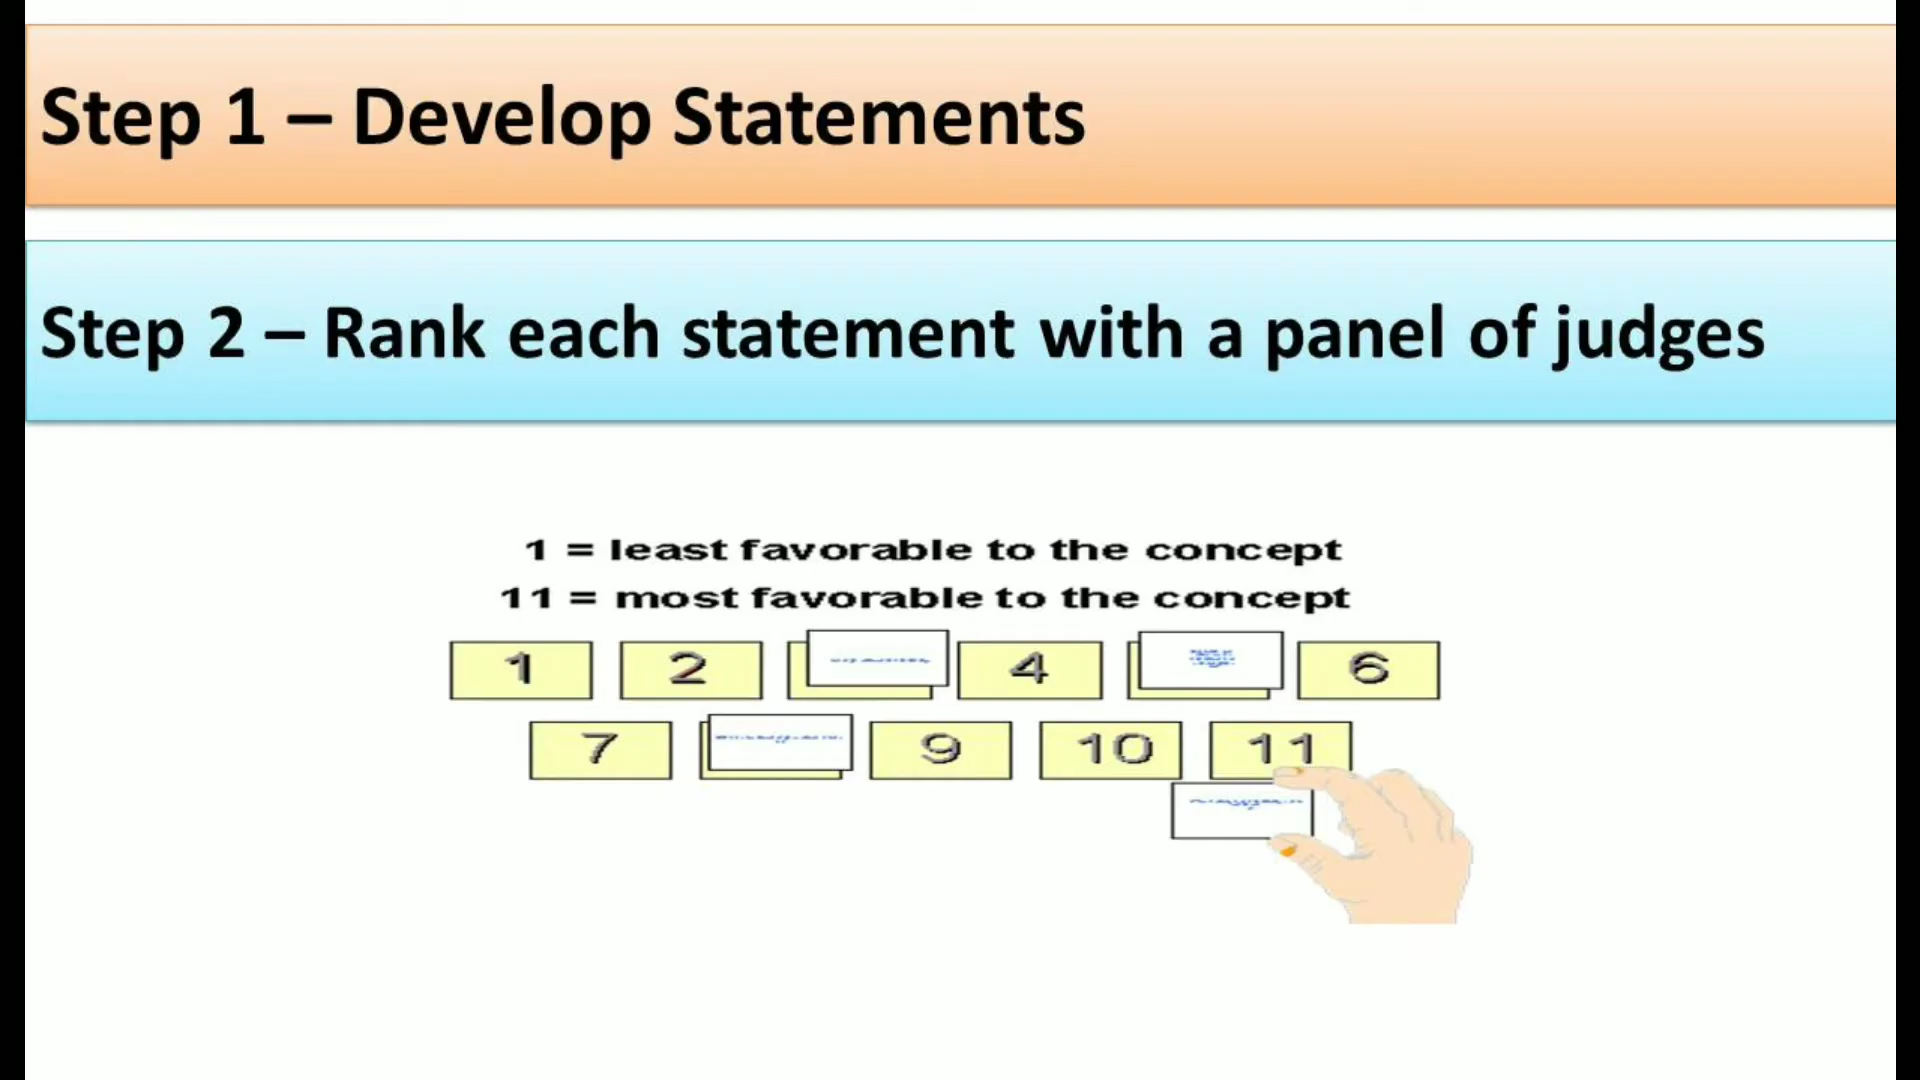 Step 1 – Develop Statements
Step 2 – Rank each statement with a panel of judges
1 = least favorable to the concept
11 = most favorable to the concept
1 2 4 6
7 9 10 11